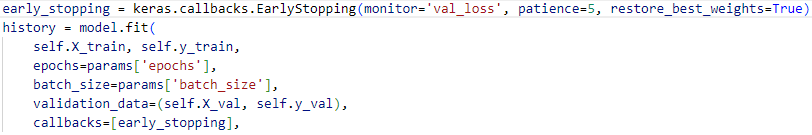 early_stopping = keras.callbacks.EarlyStopping(monitor='val_loss', patience=5, restore_best_weights=True)
history = model.fit(
    self.X_train, self.y_train,
    epochs=params['epochs'],
    batch_size=params['batch_size'],
    validation_data=(self.X_val, self.y_val),
    callbacks=[early_stopping],